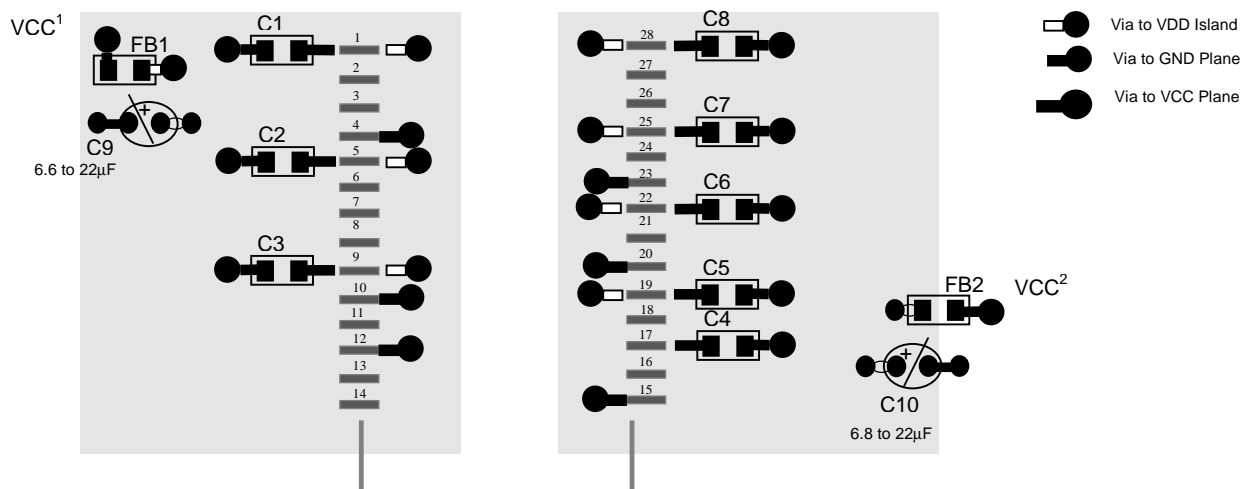 VCC1
FB1
C9
6.6 to 22µF
C1
C2
C3
1
2
3
4
5
6
7
8
9
10
11
12
13
14
28
27
26
25
24
23
22
21
20
19
18
17
16
15
C8
C7
C6
C5
C4
FB2
VCC2
+
+
C10
6.8 to 22µF
Via to VDD Island
Via to GND Plane
Via to VCC Plane